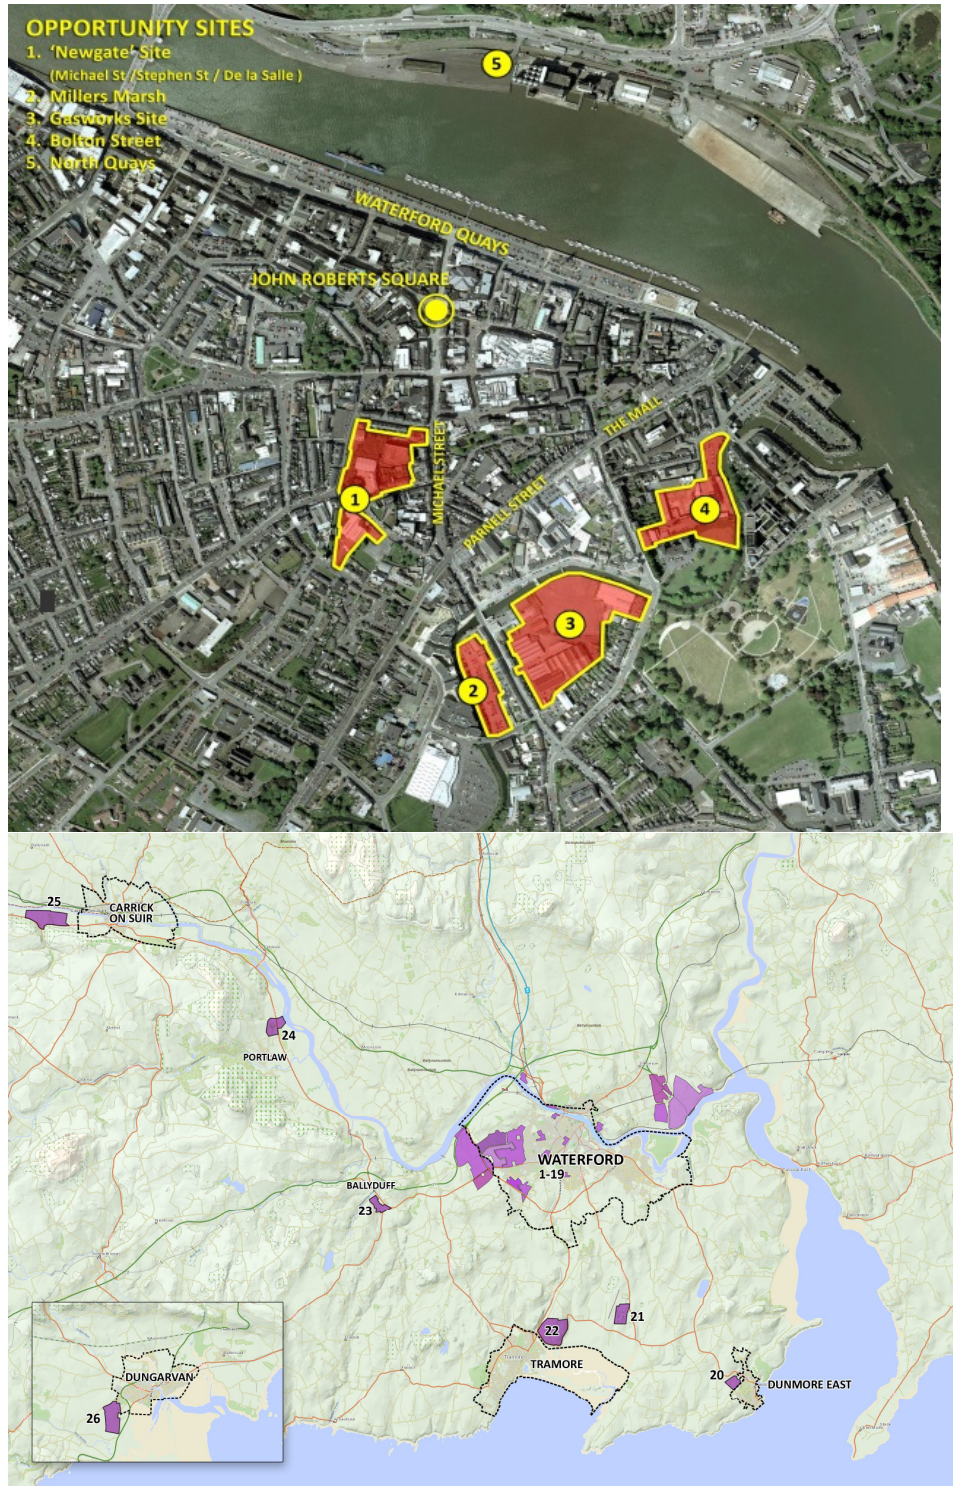 OPPORTUNITY SITES
1. ‘Newgate’ Site
(Michael St /Stephen St / De la Salle )
2. Millers Marsh
3. Gasworks Site
4. Bolton Street
5. North Quays
5
WATERFORD QUAYS
JOHN ROBERTS SQUARE
THE MALL
MICHAEL STREET
PARNELL STREET
1
4
3
2
25
CARRICK
ON SUIR
24
PORTLAW
WATERFORD
1-19
BALLYDUFF
23
21
22
TRAMORE
20
DUNMORE EAST
DUNGARVAN
26